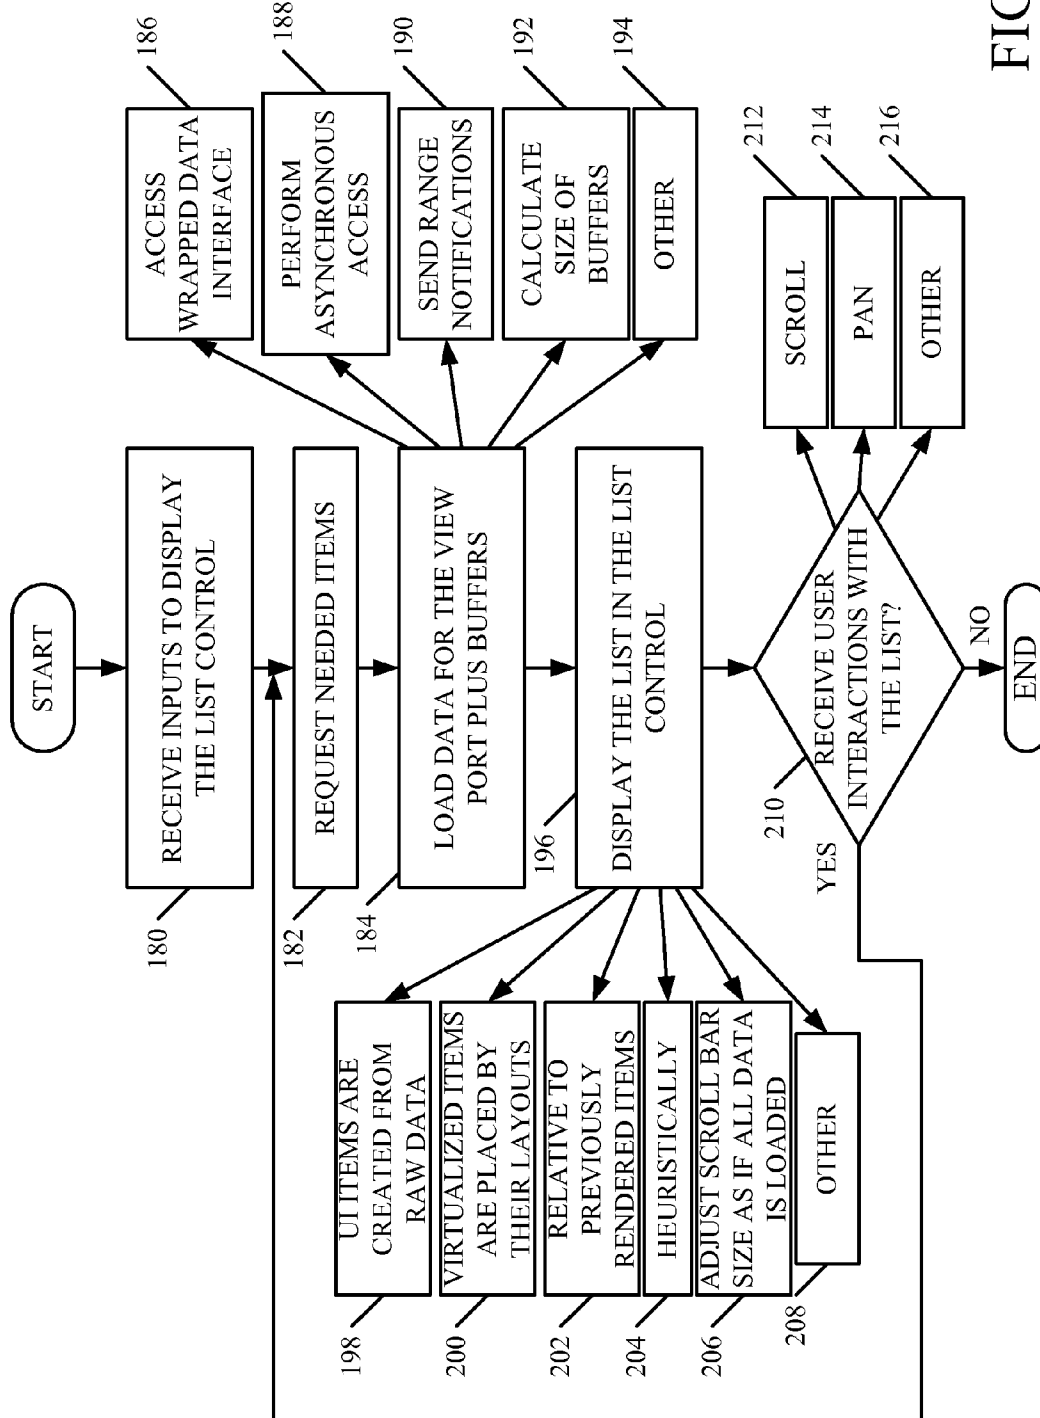 START
RECEIVE INPUTS TO DISPLAY
THE LIST CONTROL
180
REQUEST NEEDED ITEMS
182
LOAD DATA FOR THE VIEW
PORT PLUS BUFFERS
184
ACCESS
WRAPPED DATA
INTERFACE
186
PERFORM
ASYNCHRONOUS
ACCESS
188
SEND RANGE
NOTIFICATIONS
190
CALCULATE
SIZE OF
BUFFERS
192
OTHER
194
DISPLAY THE LIST IN THE LIST
CONTROL
196
UI ITEMS ARE
CREATED FROM
RAW DATA
198
VIRTUALIZED ITEMS
ARE PLACED BY
THEIR LAYOUTS
200
RELATIVE TO
PREVIOUSLY
RENDERED ITEMS
202
HEURISTICALLY
204
ADJUST SCROLL BAR
SIZE AS IF ALL DATA
IS LOADED
206
OTHER
208
RECEIVE USER
INTERACTIONS WITH
THE LIST?
210
YES
NO
SCROLL
212
PAN
214
OTHER
216
END